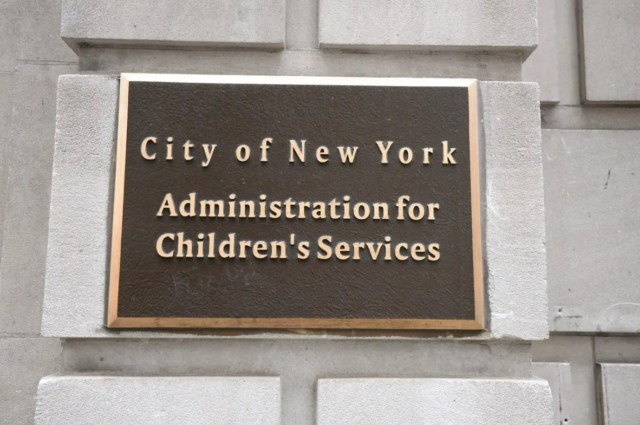 City of New York
Administration for
Children's Services